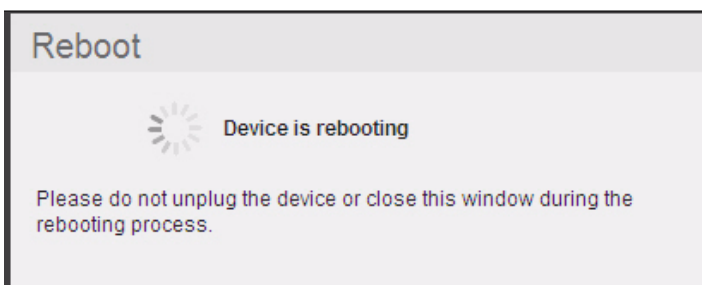 Reboot
Device is rebooting
Please do not unplug the device or close this window during the
rebooting process.